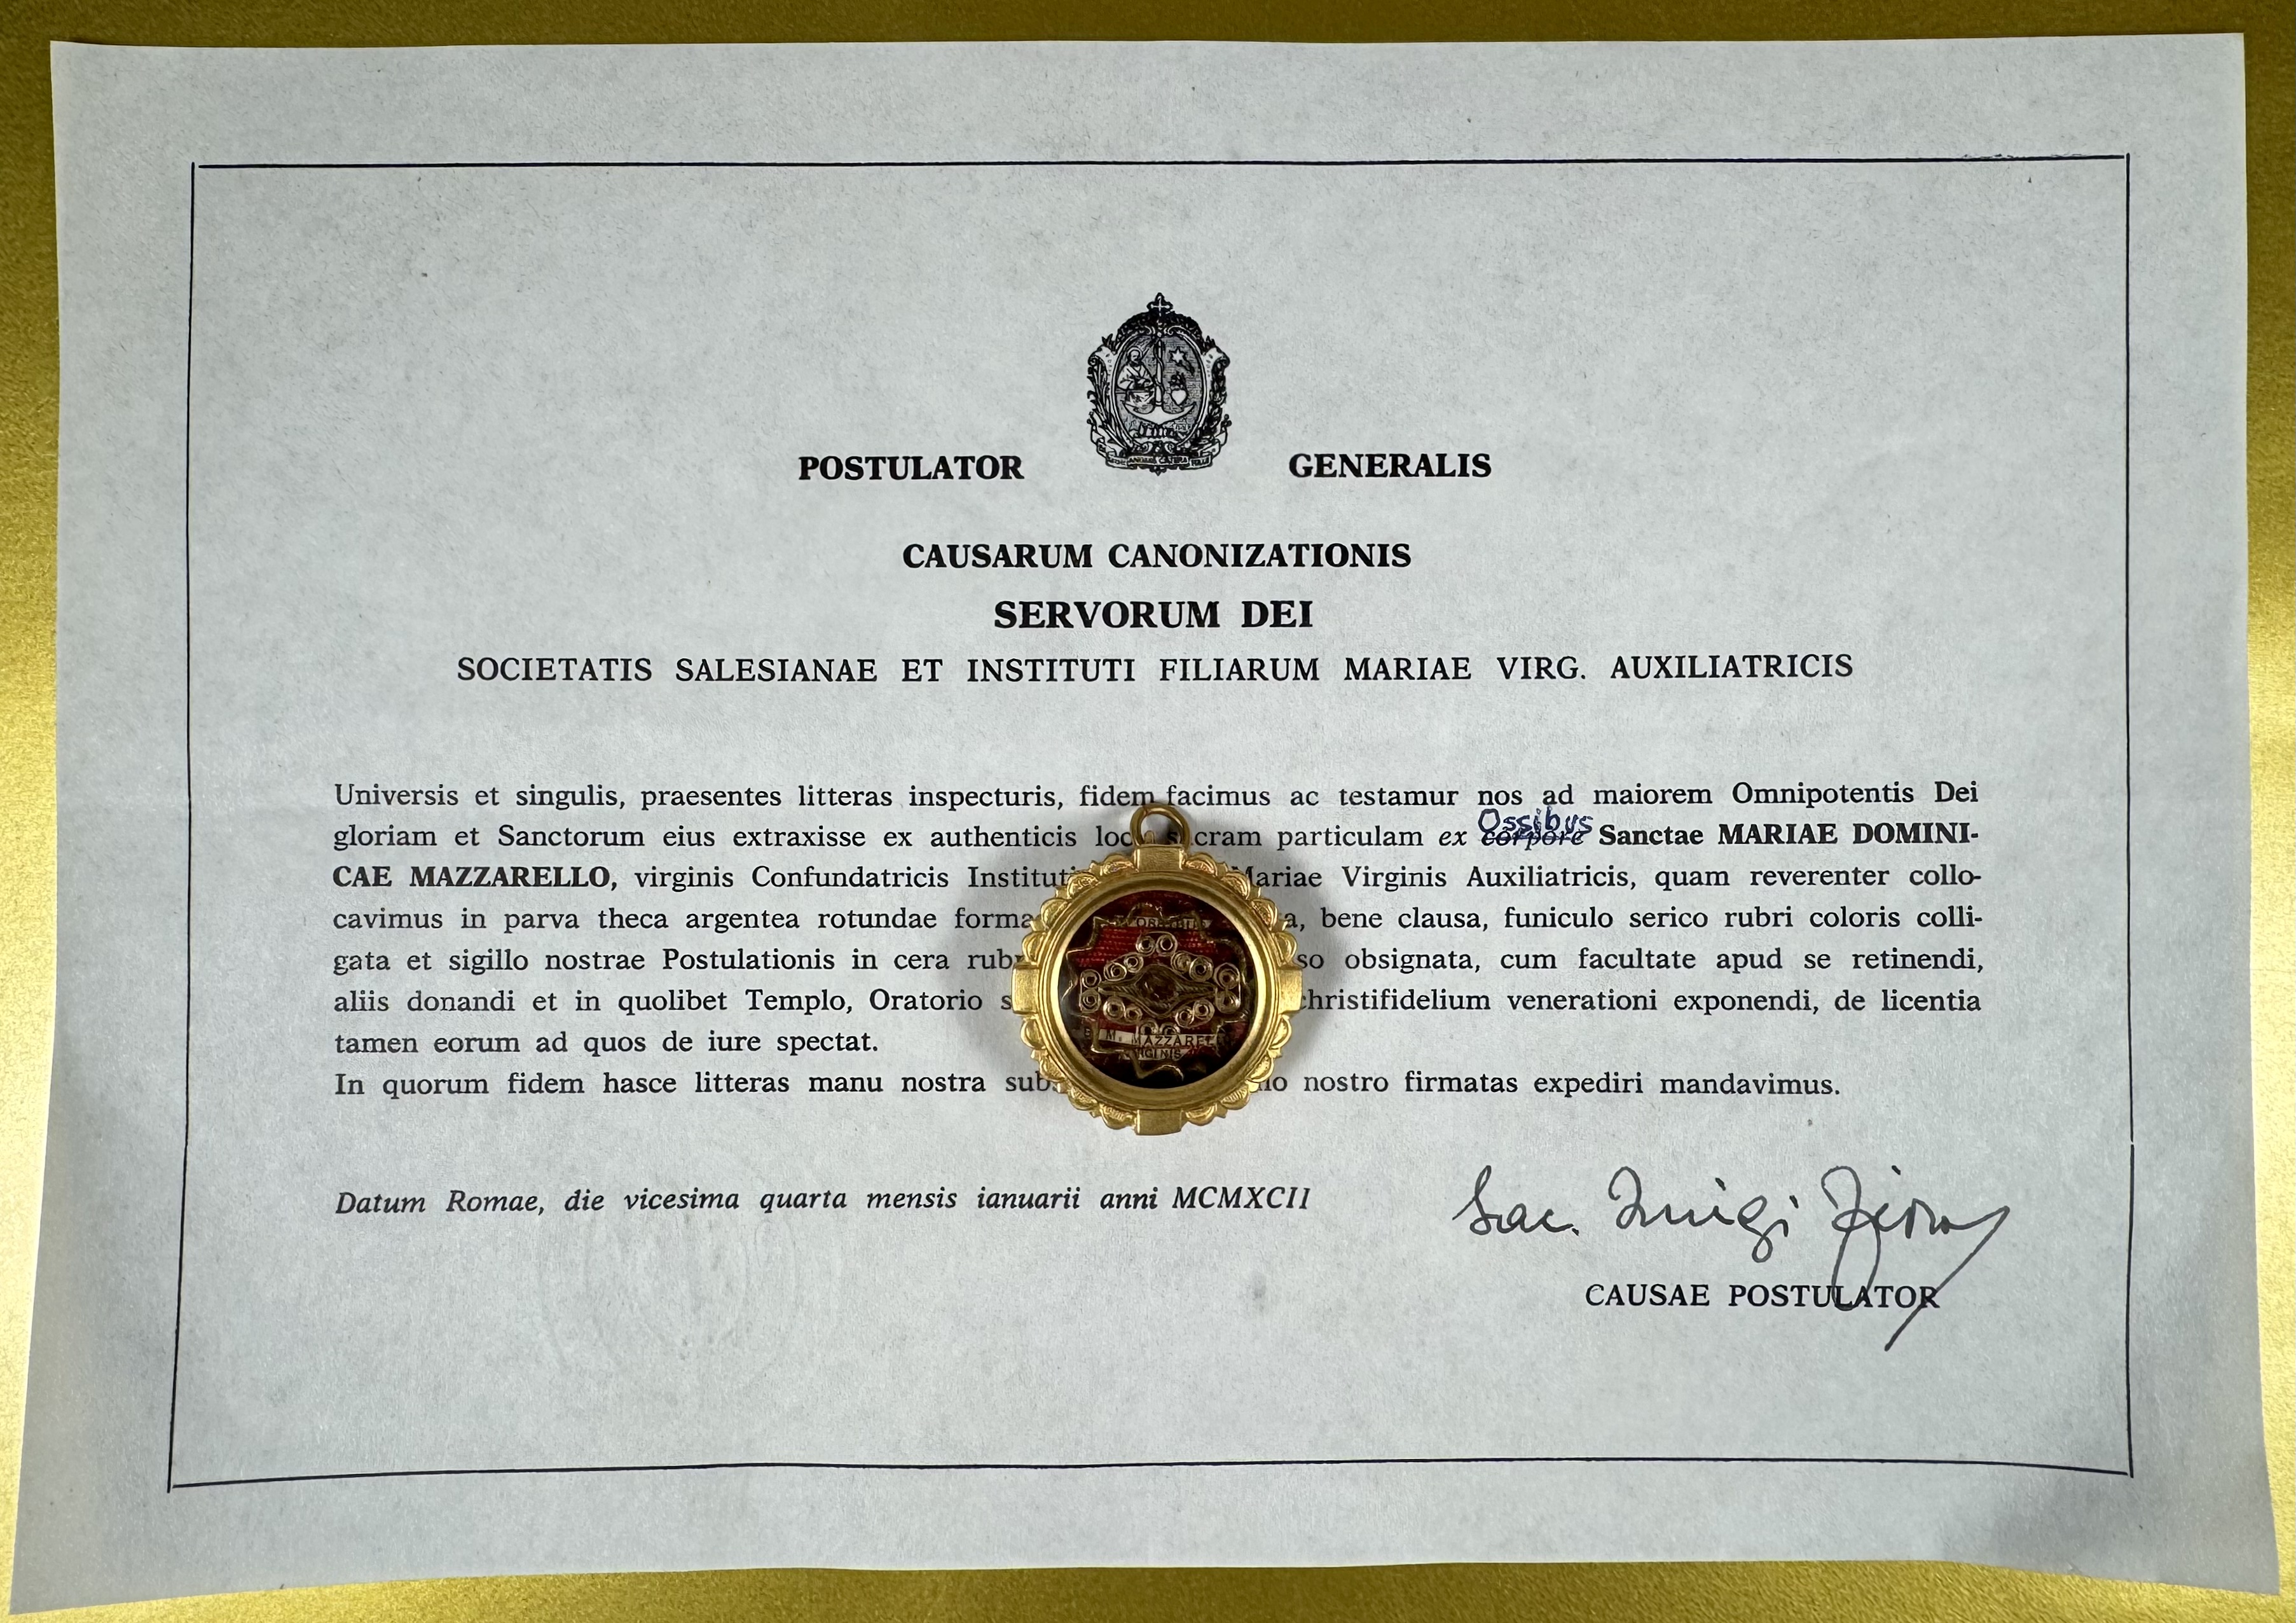 POSTULATOR GENERALIS
CAUSARUM CANONIZATIONIS
SERVORUM DEI
SOCIETATIS SALESIANAE ET INSTITUTI FILIARUM MARIAE VIRG. AUXILIATRICIS
Universis et singulis, praesentes litteras inspecturis, fidem facimus ac testamur nos ad maiorem Omnipotentis Dei
Ossibus
gloriam et Sanctorum eius extraxisse ex authenticis particulam ex corpore Sanctae MARIAE DOMINI-
CAE MAZZARELLO, virginis Confundatricis Mariae Virginis Auxiliatricis, quam reverenter collo-
cavimus in parva theca argentea rotundae bene clausa, funiculo serico rubri coloris colli-
gata et sigillo nostrae Postulationis in cera obsignata, cum facultate apud se retinendi,
aliis donandi et in quolibet Templo, Oratorio christifidelium venerationi exponendi, de licentia
tamen eorum ad quos de iure spectat.
In quorum fidem hasce litteras manu nostra nostro firmatas expediri mandavimus.
M. MAZZAREL
Datum Romae, die vicesima quarta mensis ianuarii anni MCMXCII
Sac. Luigi Fiora
CAUSAE POSTULATOR